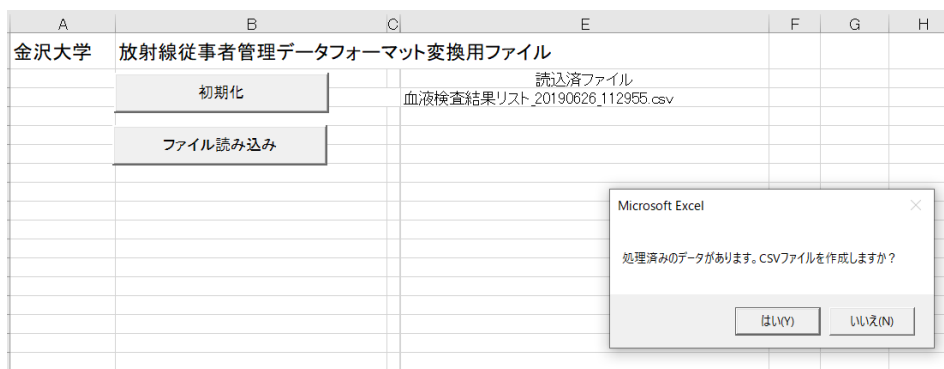 A B C E F G H
金沢大学 放射線従事者管理データフォーマット変換用ファイル
読込済ファイル
初期化
血液検査結果リスト_20190626_112955.csv
ファイル読み込み
Microsoft Excel
処理済みのデータがあります。CSVファイルを作成しますか？
はい(Y) いいえ(N)